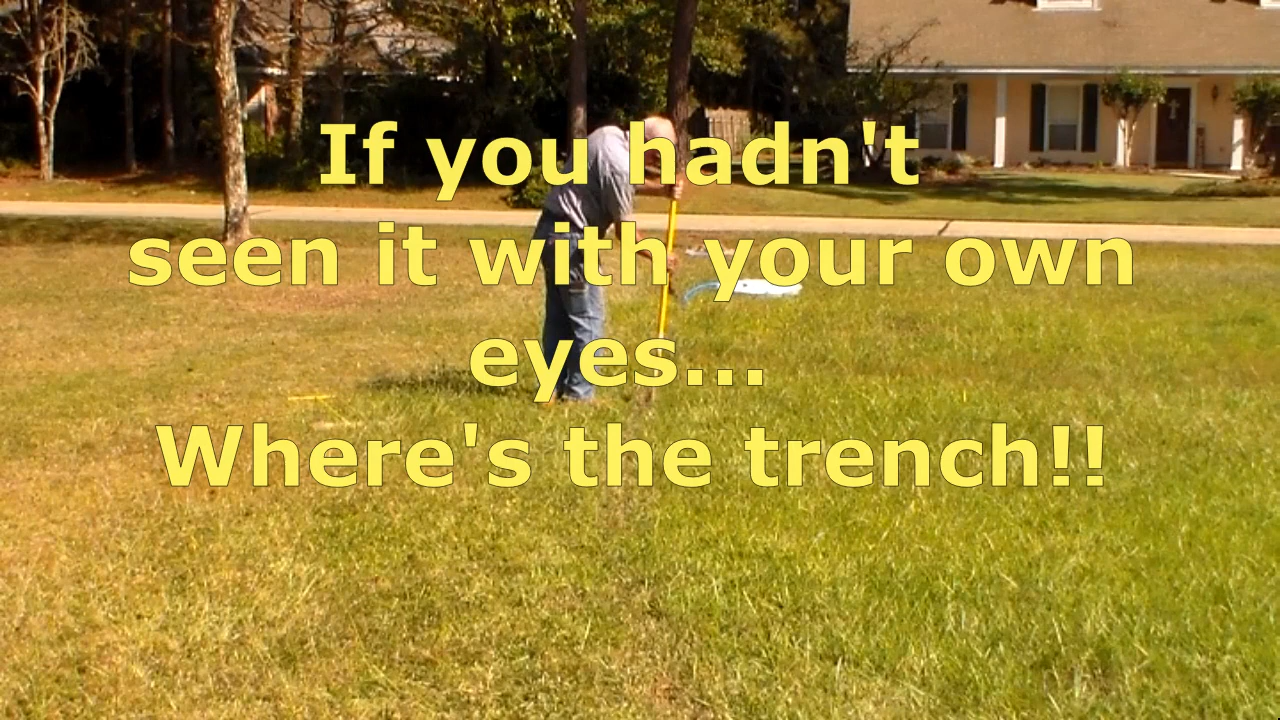 If you hadn't
seen it with your own
eyes...
Where's the trench!!